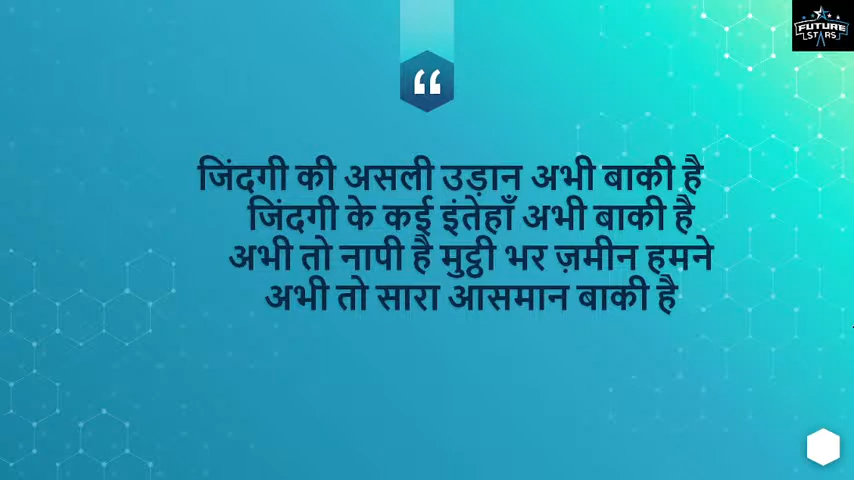 FUTURE
STARS
“
जिंदगी की असली उड़ान अभी बाकी है
जिंदगी के कई इंतेहाँ अभी बाकी है
अभी तो नापी है मुट्ठी भर ज़मीन हमने
अभी तो सारा आसमान बाकी है